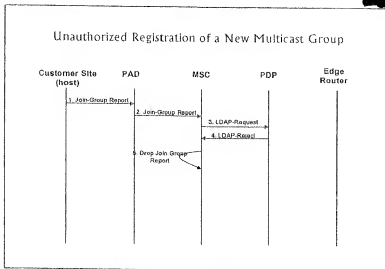 Unauthorized Registration of a New Multicast Group
Customer Site PAD MSC PDP Edge
(host) Router
1. Join-Group Report
2. Join-Group Report
3. LDAP-Request
4. LDAP-Reject
5. Drop Join Group
Report